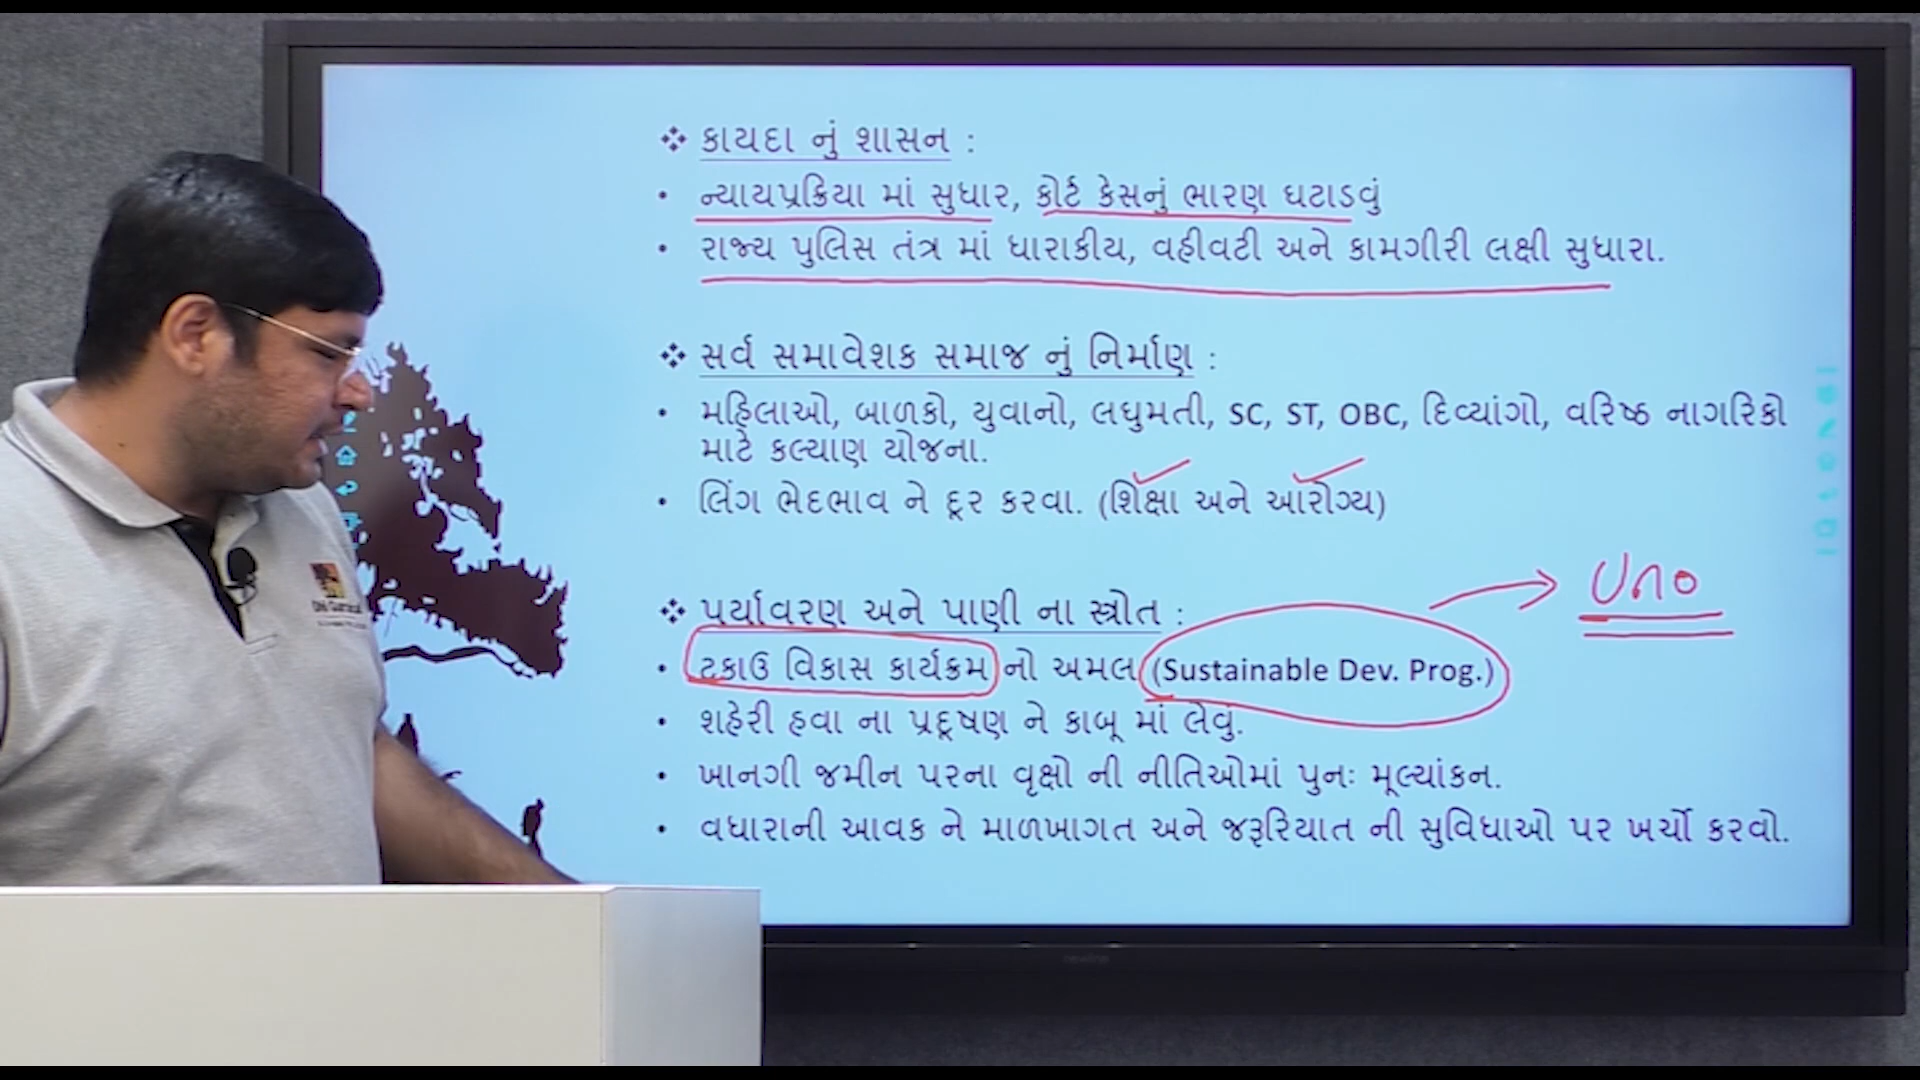 ❖ કાયદા નું શાસન :
• ન્યાયપ્રક્રિયા માં સુધાર, કોર્ટ કેસનું ભારણ ઘટાડવું
• રાજ્ય પુલિસ તંત્ર માં ધારાકીય, વહીવટી અને કામગીરી લક્ષી સુધારા.
❖ સર્વ સમાવેશક સમાજ નું નિર્માણ :
• મહિલાઓ, બાળકો, યુવાનો, લઘુમતી, SC, ST, OBC, દિવ્યાંગો, વરિષ્ઠ નાગરિકો
માટે કલ્યાણ યોજના.
• લિંગ ભેદભાવ ને દૂર કરવા. (શિક્ષા અને આરોગ્ય)
UNO
❖ પર્યાવરણ અને પાણી ના સ્ત્રોત :
• ટકાઉ વિકાસ કાર્યક્રમ નો અમલ (Sustainable Dev. Prog.)
• શહેરી હવા ના પ્રદૂષણ ને કાબૂ માં લેવું.
• ખાનગી જમીન પરના વૃક્ષો ની નીતિઓમાં પુનઃ મૂલ્યાંકન.
• વધારાની આવક ને માળખાગત અને જરૂરિયાત ની સુવિધાઓ પર ખર્ચો કરવો.
newline